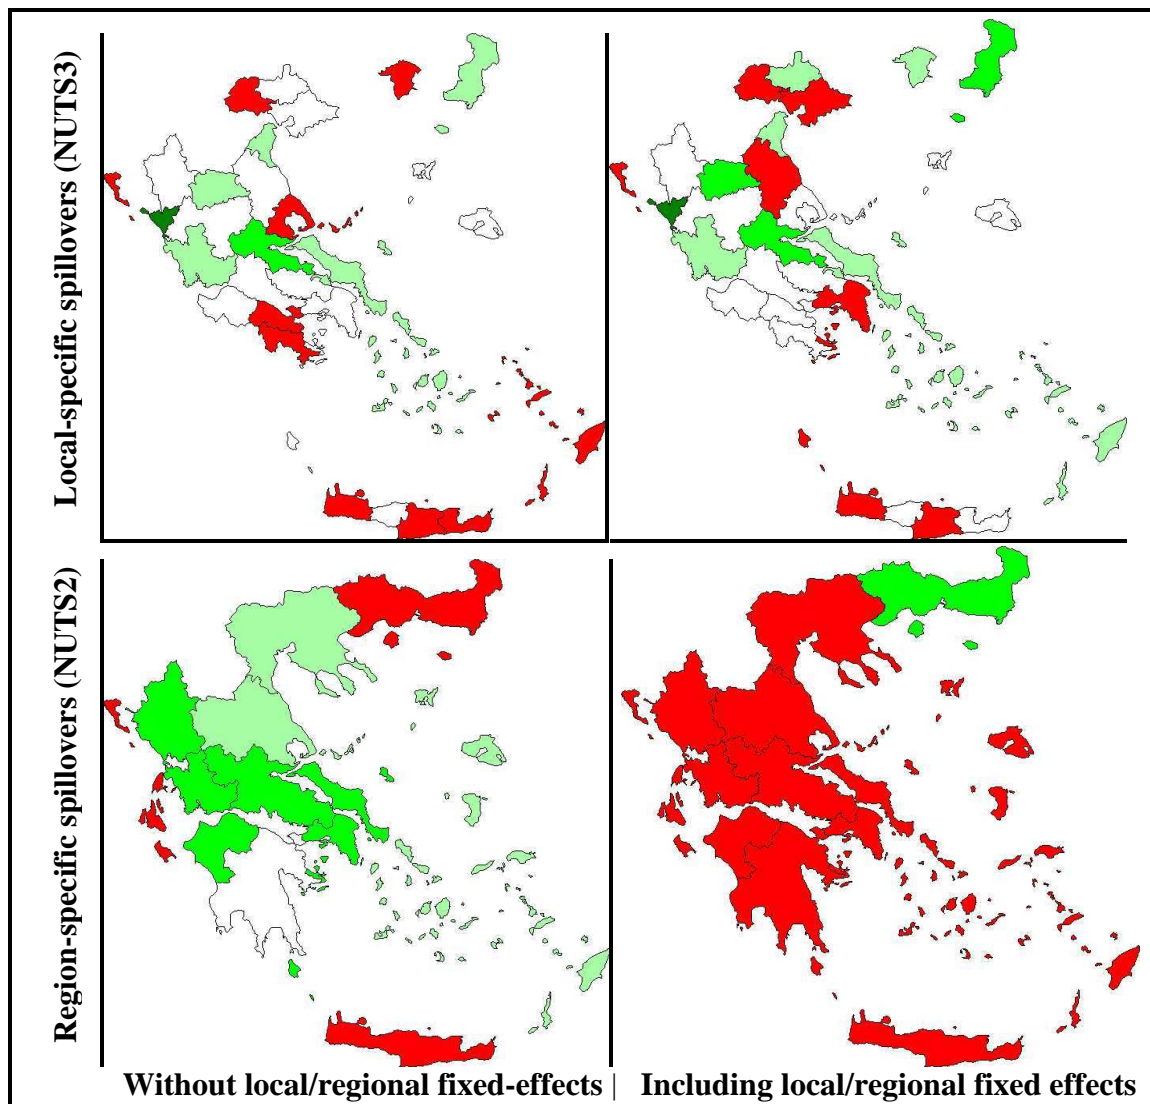 Local-specific spillovers (NUTS3)
Region-specific spillovers (NUTS2)
Without local/regional fixed-effects | Including local/regional fixed effects